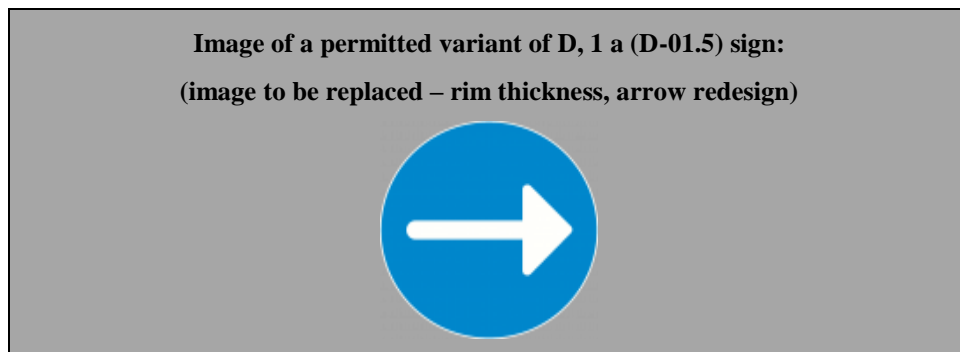 Image of a permitted variant of D, 1 a (D-01.5) sign:
(image to be replaced – rim thickness, arrow redesign)